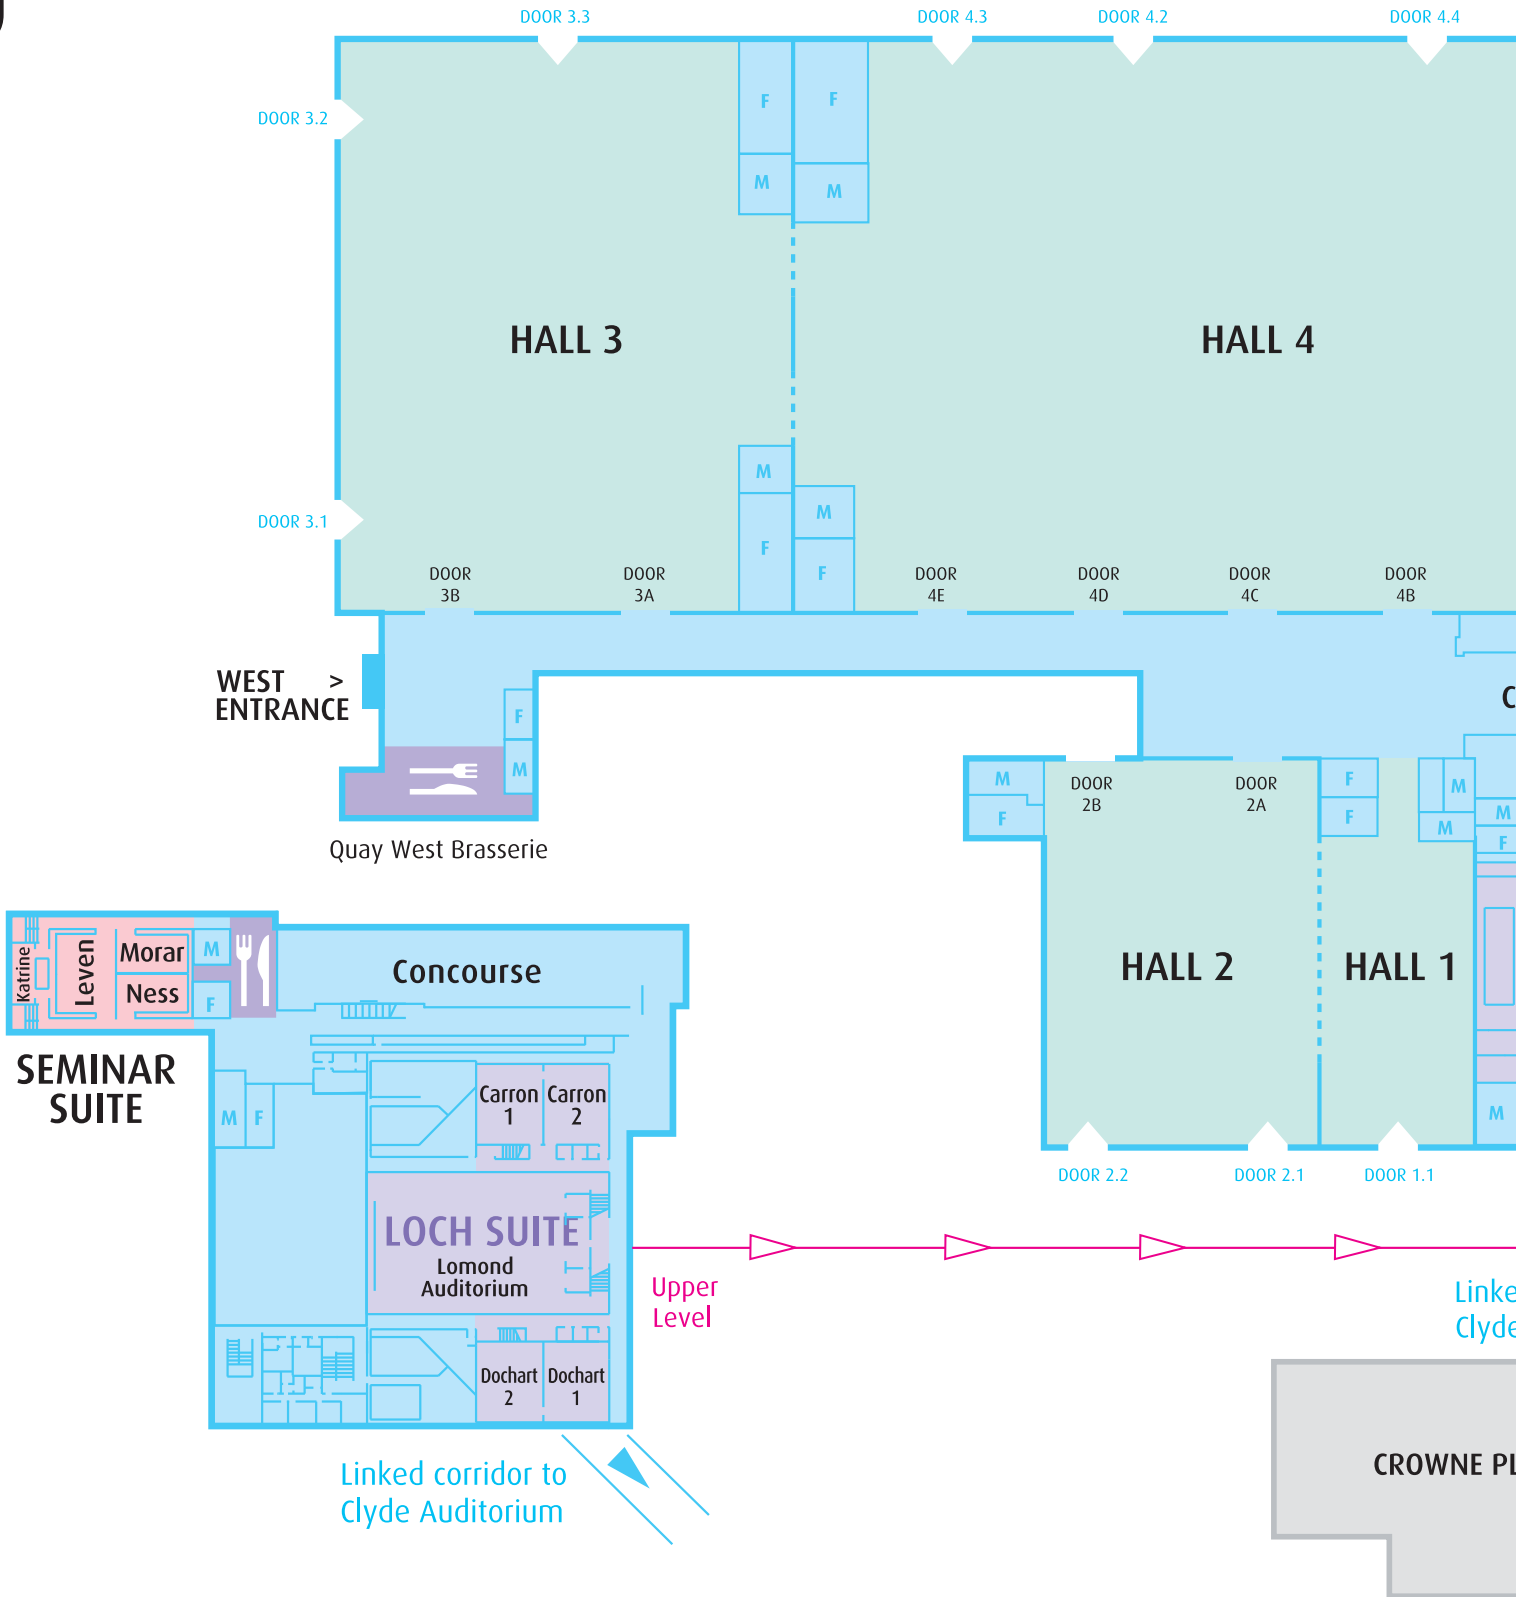 DOOR 3.3
DOOR 4.3
DOOR 4.2
DOOR 4.4
DOOR 3.2
F
F
M
M
HALL 3
HALL 4
M
M
F
F
DOOR 3.1
DOOR
3B
DOOR
3A
DOOR
4E
DOOR
4D
DOOR
4C
DOOR
4B
WEST >
ENTRANCE
C
F
M
Quay West Brasserie
M
F
DOOR
2B
DOOR
2A
F
F
M
M
M
F
HALL 2
HALL 1
M
DOOR 2.2
DOOR 2.1
DOOR 1.1
Katrine
Leven
Morar
Ness
M
F
Concourse
SEMINAR
SUITE
M
F
Carron
1
Carron
2
LOCH SUITE
Lomond
Auditorium
Upper
Level
Dochart
2
Dochart
1
Linke
Clyde
Linked corridor to
Clyde Auditorium
CROWNE PL